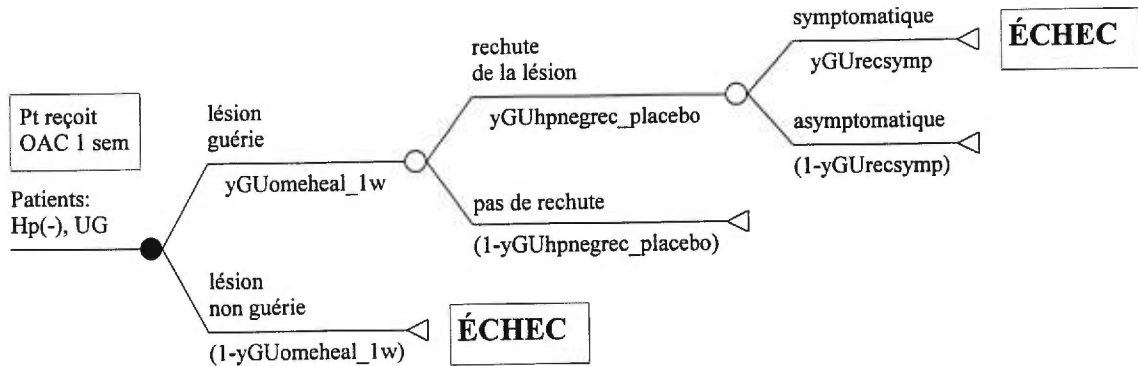 symptomatique
ÉCHEC
yGUrecsymp
rechute
de la lésion
yGUhpnegrec_placebo
asymptomatique
(1-yGUrecsymp)
Pt reçoit
OAC 1 sem
lésion
guérie
yGUomeheal_1w
Patients:
Hp(-), UG
pas de rechute
(1-yGUhpnegrec_placebo)
lésion
non guérie
ÉCHEC
(1-yGUomeheal_1w)